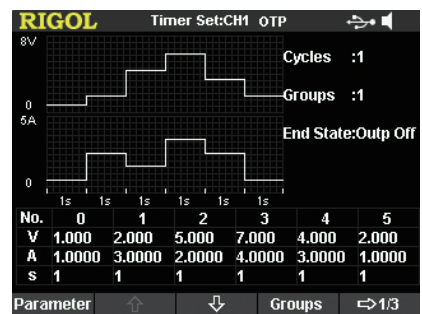 RIGOL Timer Set:CH1 OTP
8V
Cycles :1
Groups :1
0
5A
End State:Outp Off
0
1s 1s 1s 1s 1s 1s
No. 0 1 2 3 4 5
V 1.000 2.000 5.000 7.000 4.000 2.000
A 1.0000 3.0000 2.0000 4.0000 3.0000 1.0000
s 1 1 1 1 1 1
Parameter Groups 1/3